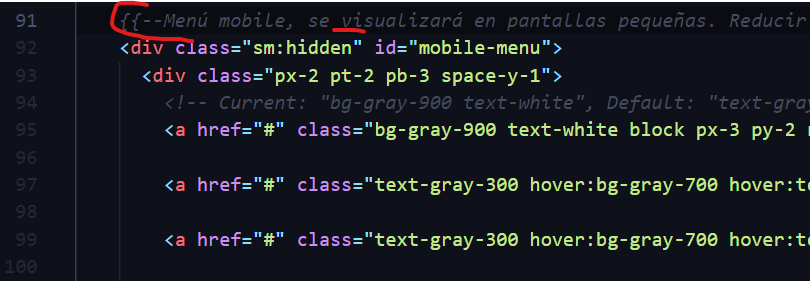 91 {{--Menú mobile, se visualizará en pantallas pequeñas. Reducir
92 <div class="sm:hidden" id="mobile-menu">
93 <div class="px-2 pt-2 pb-3 space-y-1">
94 <!-- Current: "bg-gray-900 text-white", Default: "text-gray
95 <a href="#" class="bg-gray-900 text-white block px-3 py-2
96
97 <a href="#" class="text-gray-300 hover:bg-gray-700 hover:te
98
99 <a href="#" class="text-gray-300 hover:bg-gray-700 hover:te
100